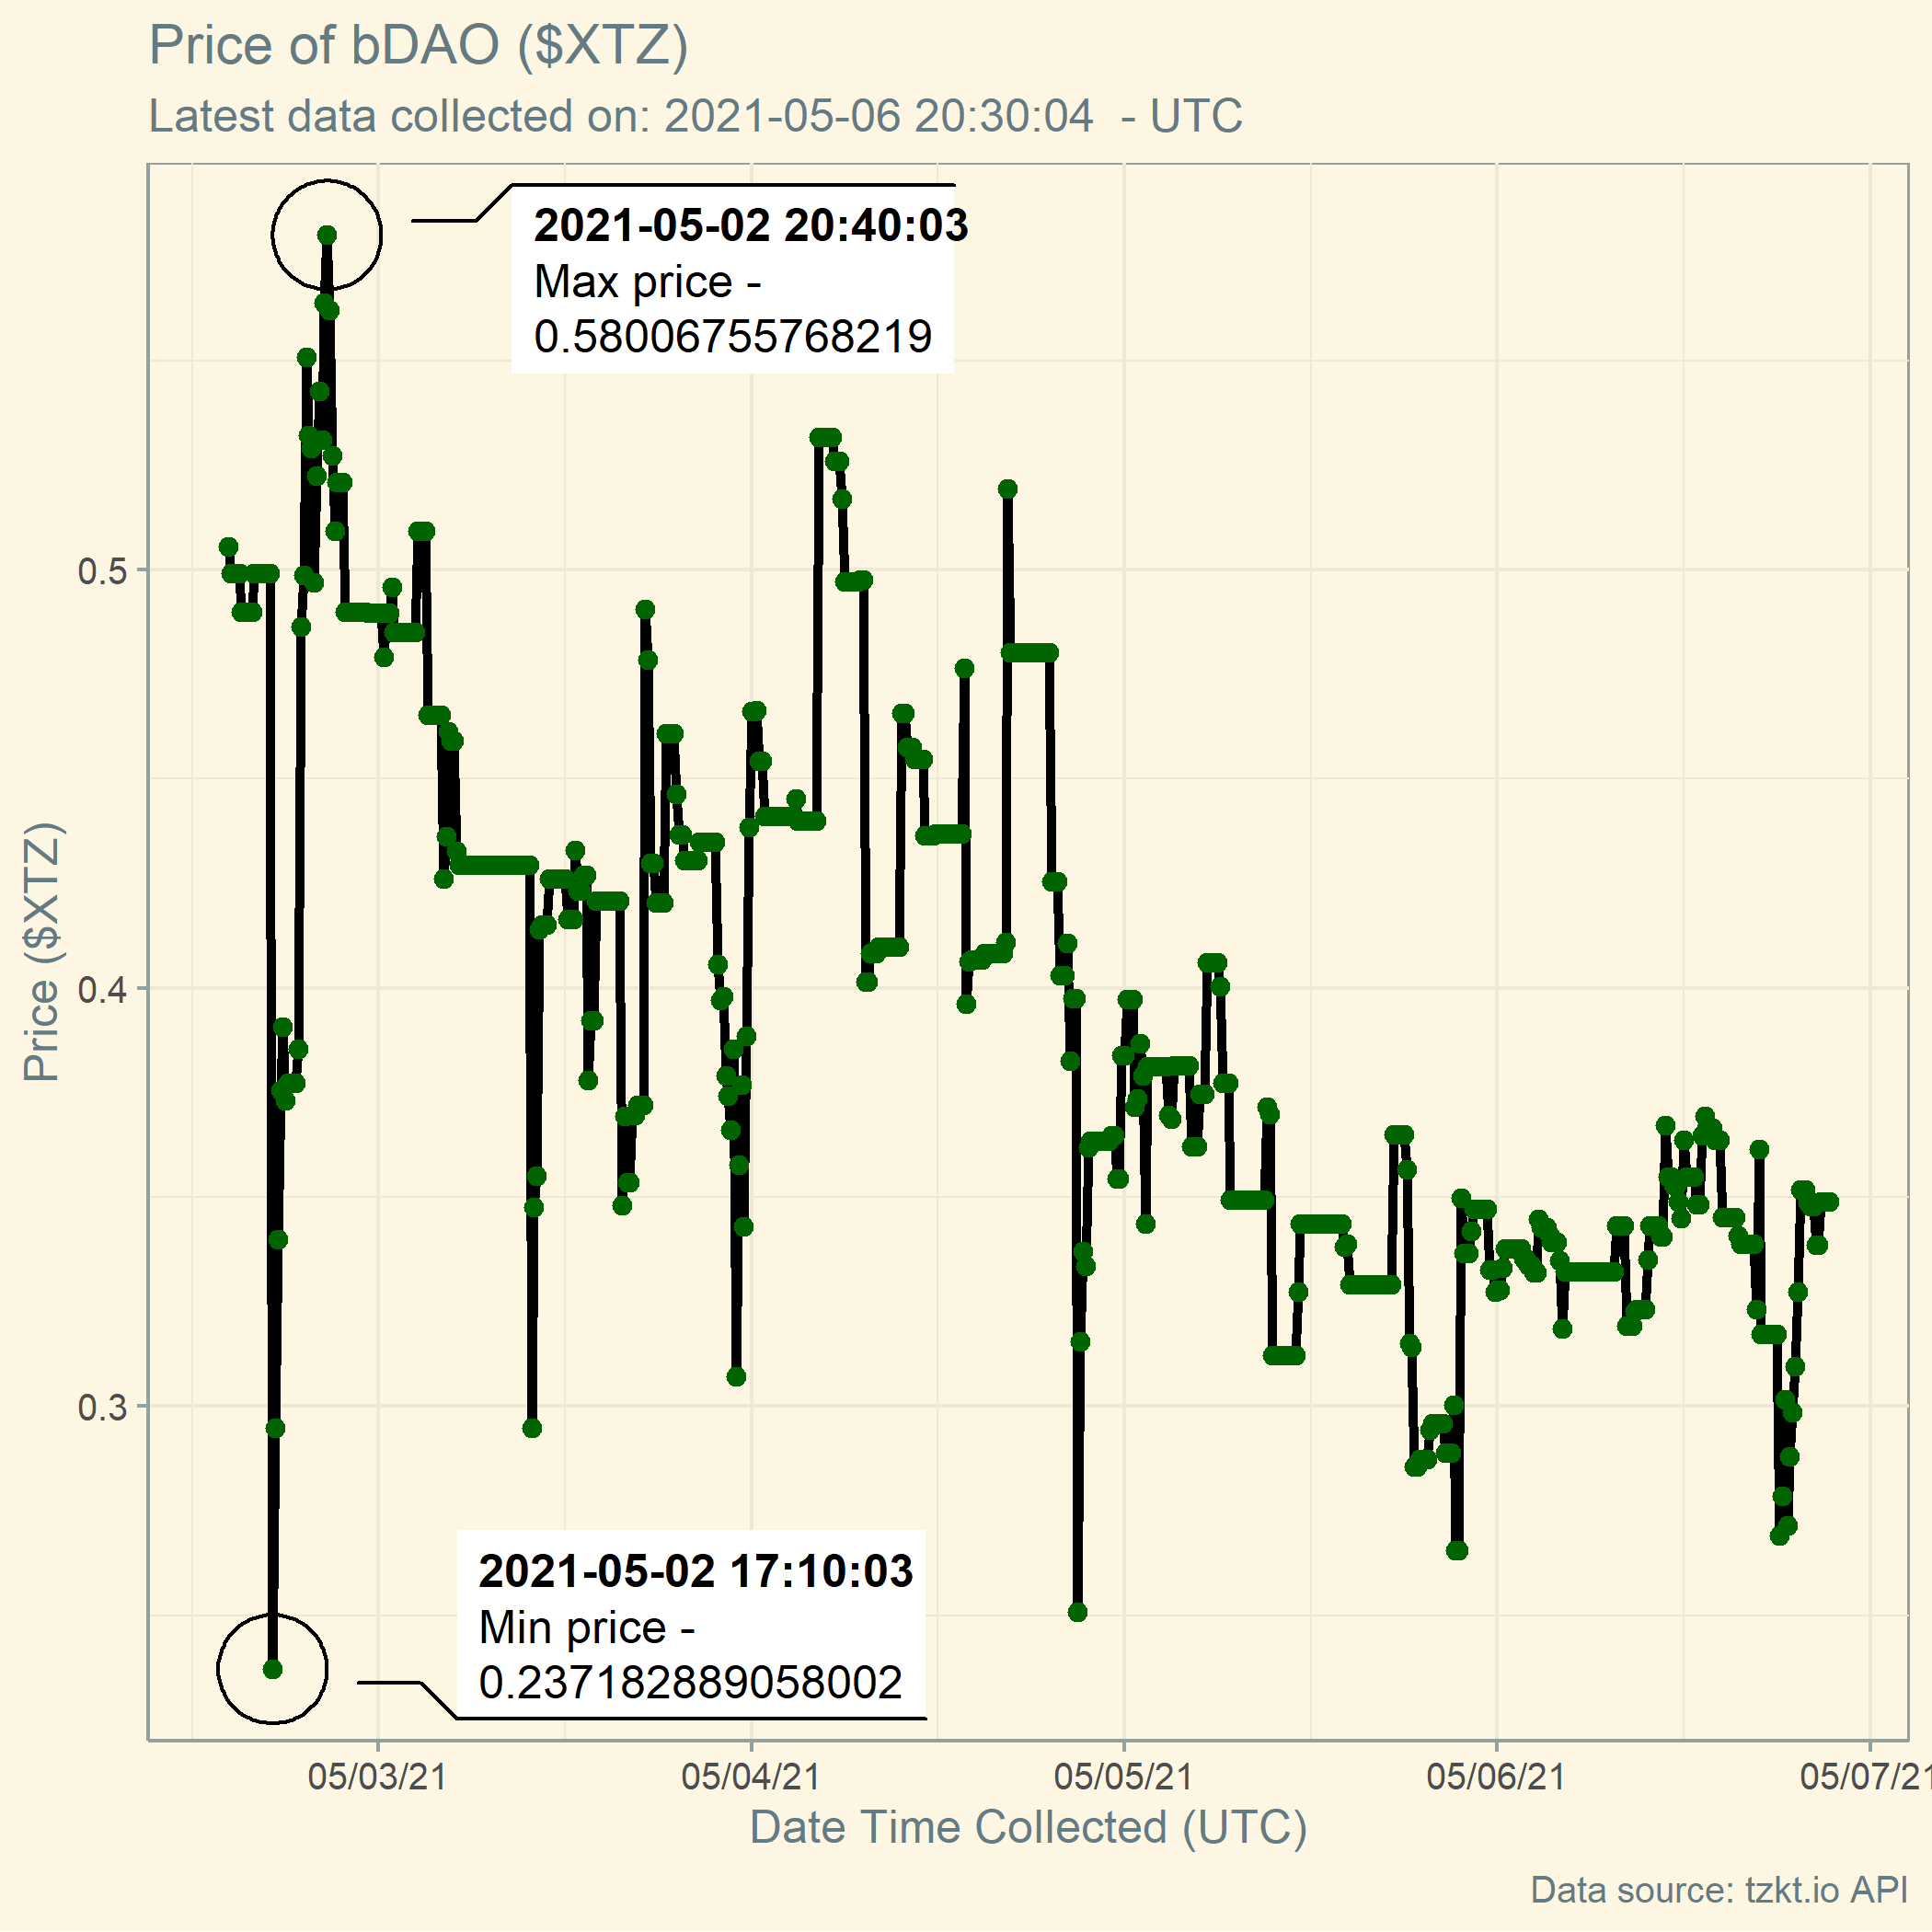 Price of bDAO ($XTZ)
Latest data collected on: 2021-05-06 20:30:04  - UTC
2021-05-02 20:40:03
Max price -
0.58006755768219
0.5
0.4
0.3
Price ($XTZ)
2021-05-02 17:10:03
Min price -
0.237182889058002
05/03/21
05/04/21
05/05/21
05/06/21
05/07/21
Date Time Collected (UTC)
Data source: tzkt.io API